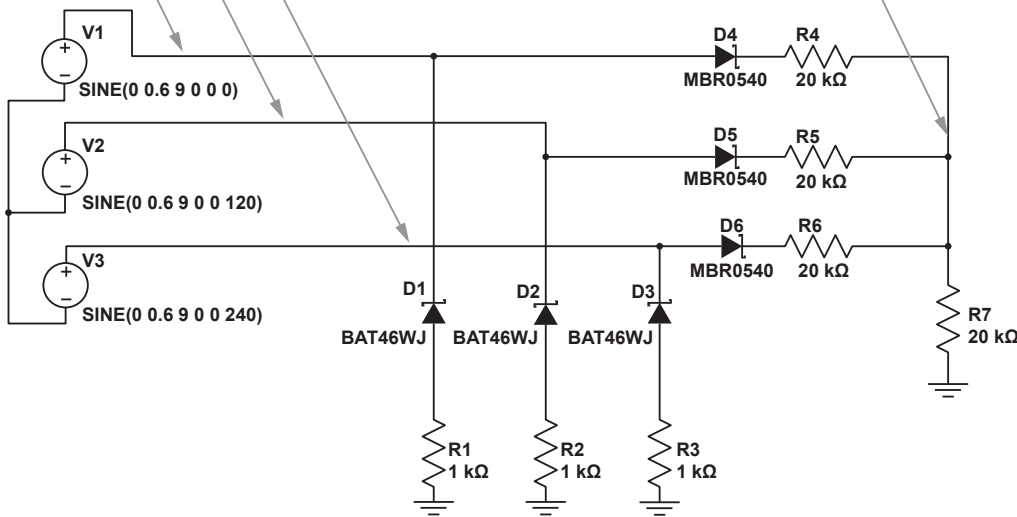 V1
SINE(0 0.6 9 0 0 0)
V2
SINE(0 0.6 9 0 0 120)
V3
SINE(0 0.6 9 0 0 240)
D4
MBR0540
R4
20 kΩ
D5
MBR0540
R5
20 kΩ
D6
MBR0540
R6
20 kΩ
D1
BAT46WJ
D2
BAT46WJ
D3
BAT46WJ
R7
20 kΩ
R1
1 kΩ
R2
1 kΩ
R3
1 kΩ